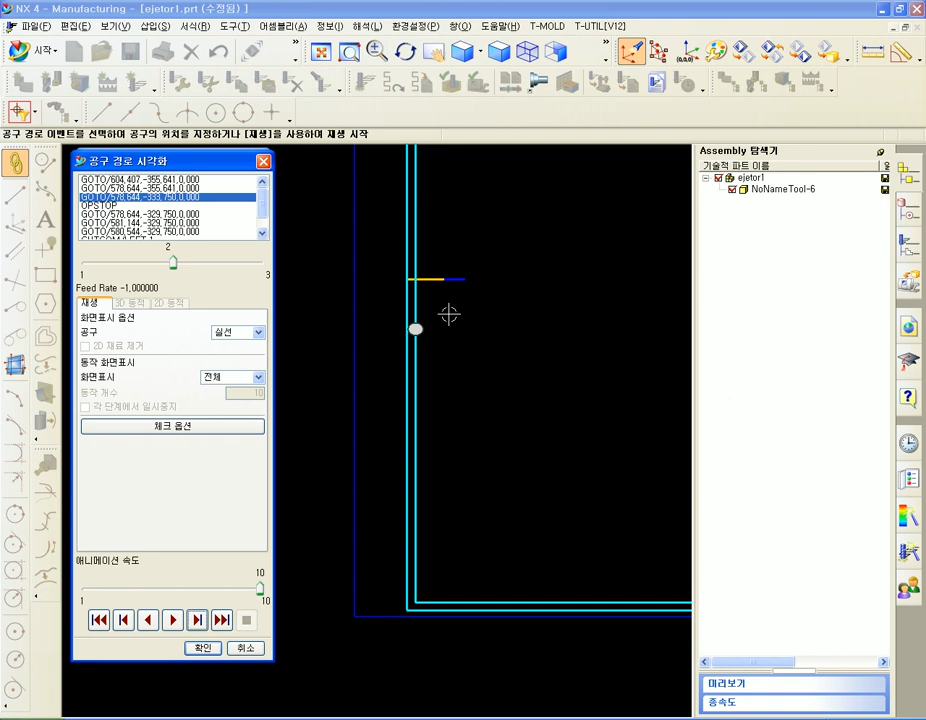 NX 4 - Manufacturing - [ejetor1.prt (수정됨) ]
파일(F) 편집(E) 보기(V) 삽입(S) 서석(R) 도구(T) 어셈블리(A) 정보(I) 해석(L) 환경설정(P) 창(O) 도움말(H) T-MOLD T-UTIL[V12]
시작
공구 경로 이벤트를 선택하여 공구의 위치를 지정하거나 [재생]을 사용하여 재생 시작
공구 경로 시각화
GOTO/604,407,-355,641,0,000
GOTO/578,644,-355,641,0,000
GOTO/578,644,-333,750,0,000
OPSTOP
GOTO/578,644,-329,750,0,000
GOTO/581,144,-329,750,0,000
GOTO/580,544,-329,750,0,000
2
1 3
Feed Rate -1,000000
재생 3D 동적 2D 동적
화면표시 옵션
공구 실선
2D 재료 제거
동작 화면표시
화면표시 전체
동작 개수 10
각 단계에서 일시중지
체크 옵션
애니메이션 속도
10
1 10
확인 취소
Assembly 탐색기
기술적 파트 이름
ejetor1
NoNameTool-6
미리보기
종속도